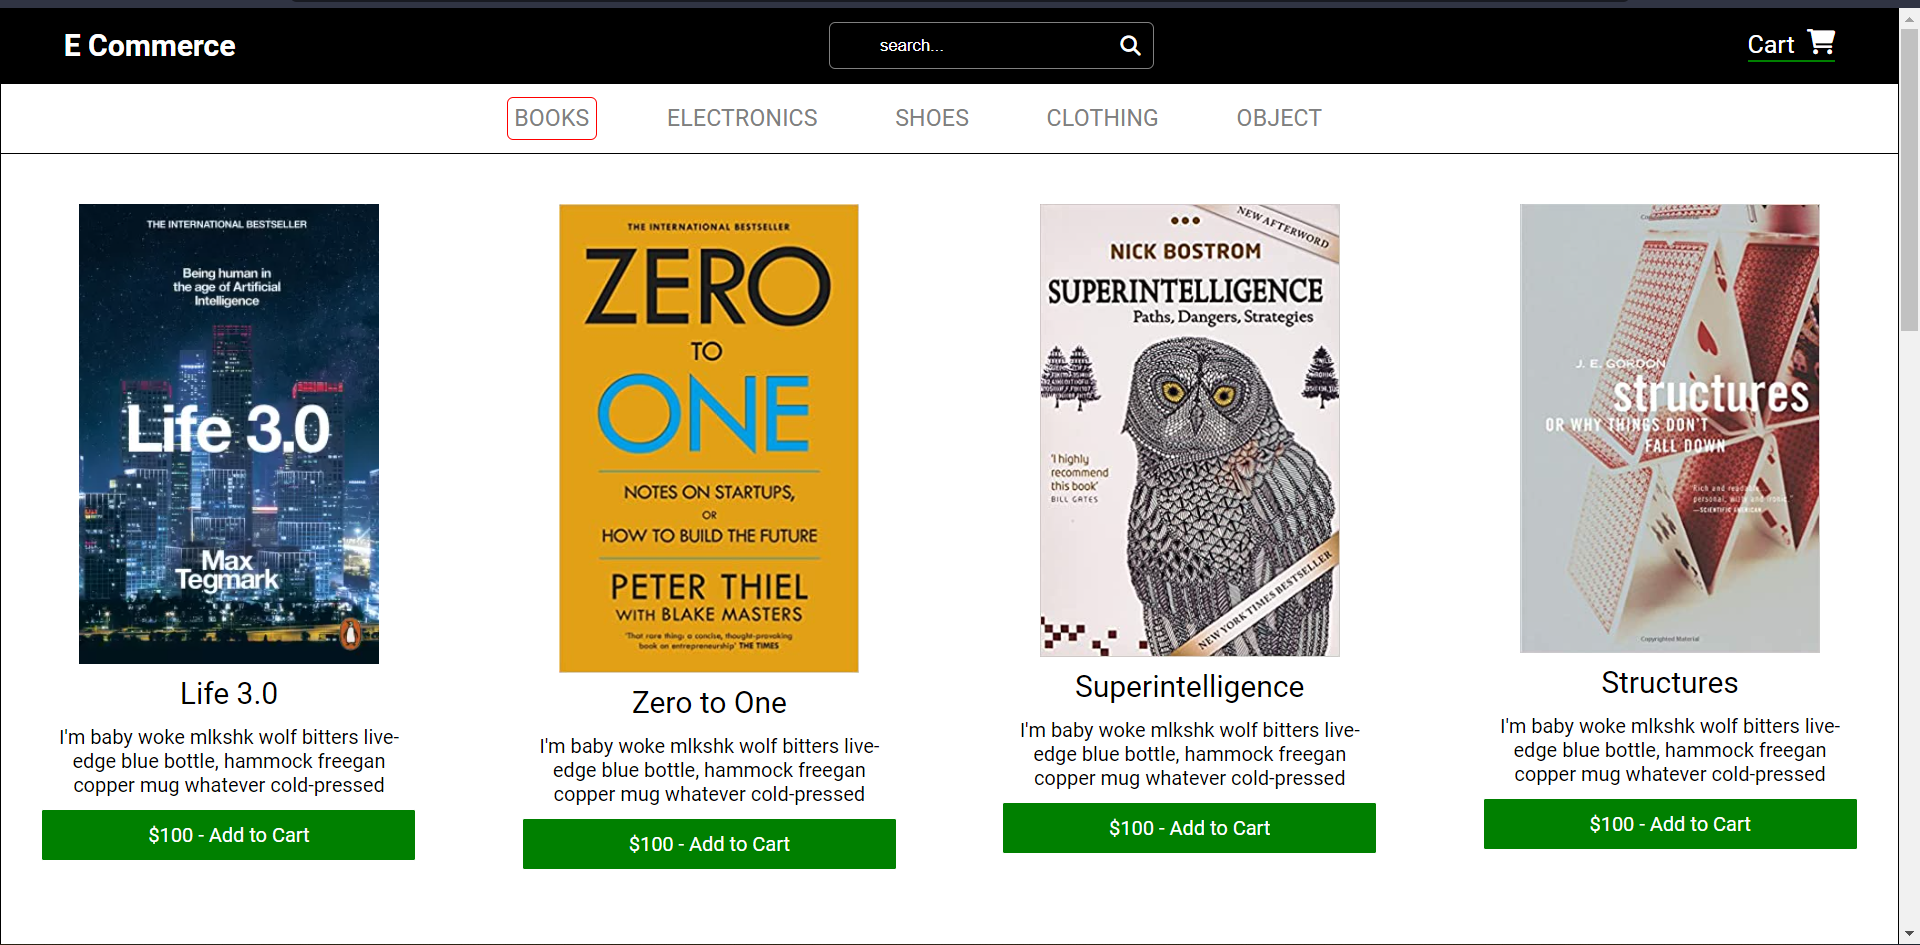 E Commerce
search...
Cart
BOOKS
ELECTRONICS
SHOES
CLOTHING
OBJECT
THE INTERNATIONAL BESTSELLER
Being human in
the age of Artificial
Intelligence
Life 3.0
Max
Tegmark
Life 3.0
I'm baby woke mlkshk wolf bitters live-
edge blue bottle, hammock freegan
copper mug whatever cold-pressed
$100 - Add to Cart
THE INTERNATIONAL BESTSELLER
ZERO
TO
ONE
NOTES ON STARTUPS,
OR
HOW TO BUILD THE FUTURE
PETER THIEL
WITH BLAKE MASTERS
'That rare thing: a concise, thought-provoking
book on entrepreneurship' THE TIMES
Zero to One
I'm baby woke mlkshk wolf bitters live-
edge blue bottle, hammock freegan
copper mug whatever cold-pressed
$100 - Add to Cart
NEW AFTERWORD
NICK BOSTROM
SUPERINTELLIGENCE
Paths, Dangers, Strategies
'I highly
recommend
this book'
BILL GATES
NEW YORK TIMES BESTSELLER
Superintelligence
I'm baby woke mlkshk wolf bitters live-
edge blue bottle, hammock freegan
copper mug whatever cold-pressed
$100 - Add to Cart
J. E. GORDON
structures
OR WHY THINGS DON'T
FALL DOWN
"Rich and readable,
personal, witty and ironic."
—SCIENTIFIC AMERICAN
Copyrighted Material
Structures
I'm baby woke mlkshk wolf bitters live-
edge blue bottle, hammock freegan
copper mug whatever cold-pressed
$100 - Add to Cart